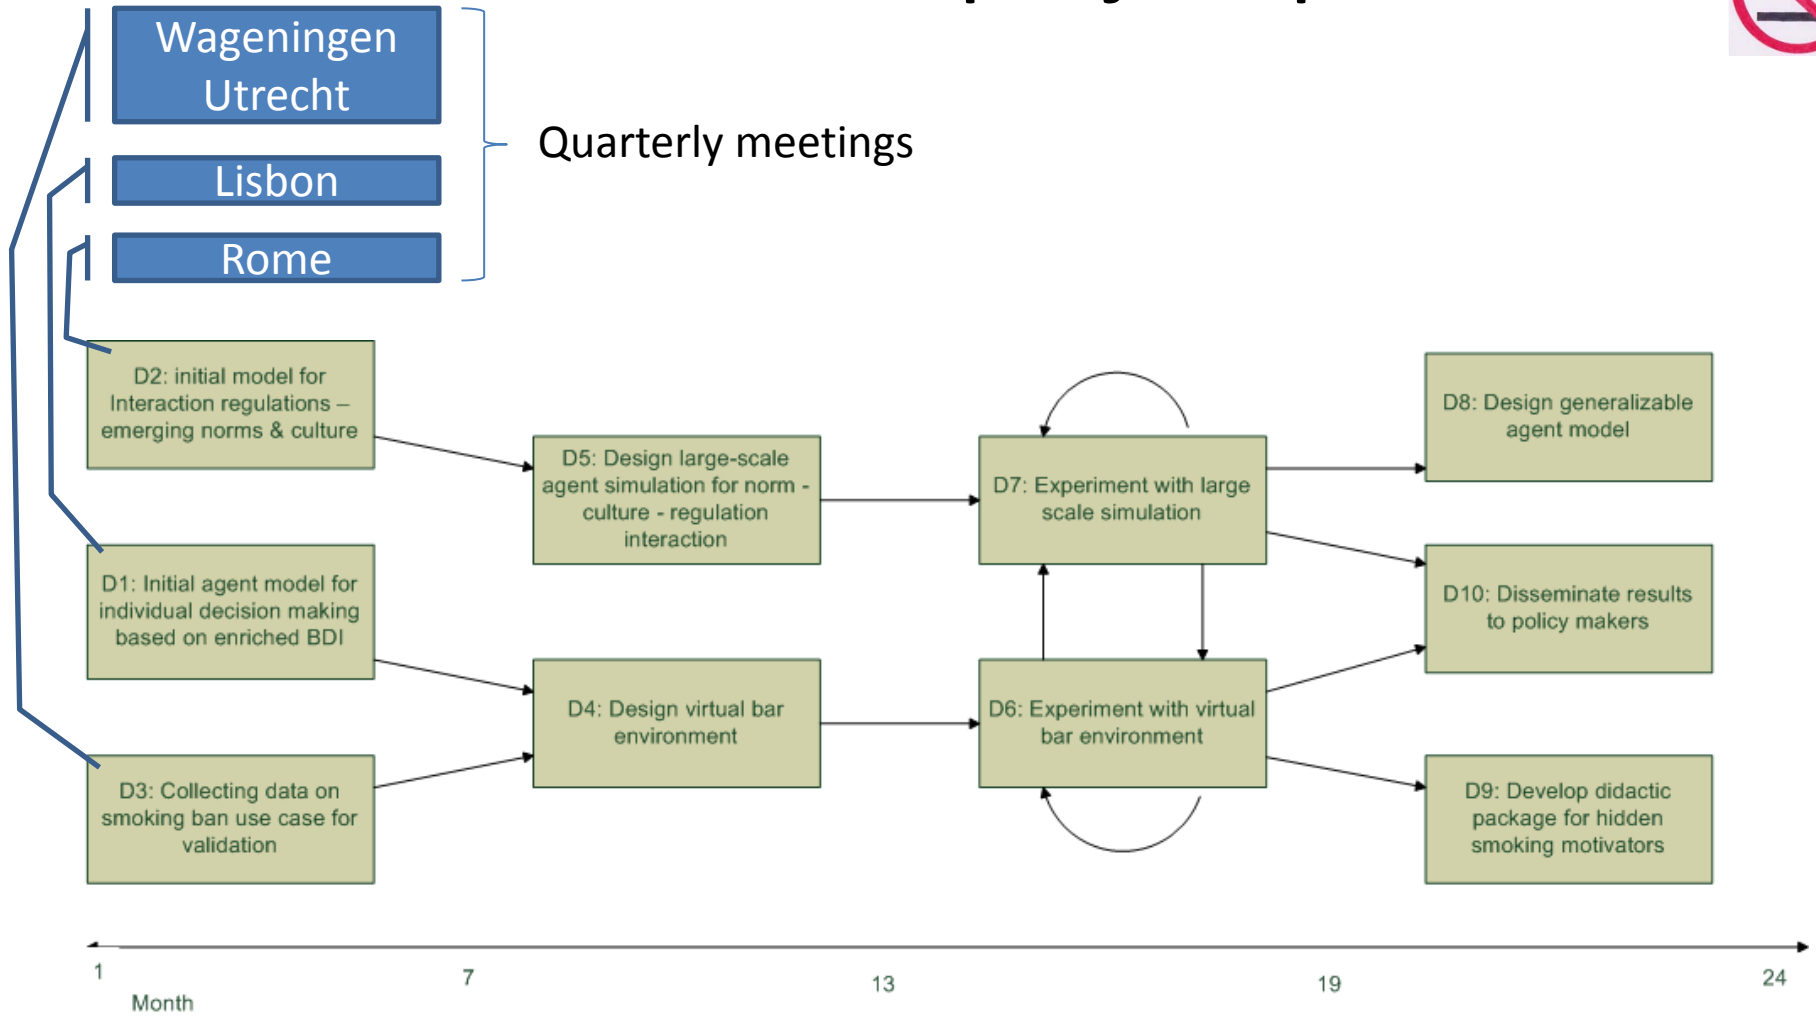 Wageningen
Utrecht
Quarterly meetings
Lisbon
Rome
D2: initial model for
Interaction regulations –
emerging norms & culture
D5: Design large-scale
agent simulation for norm -
culture - regulation
interaction
D7: Experiment with large
scale simulation
D8: Design generalizable
agent model
D1: Initial agent model for
individual decision making
based on enriched BDI
D10: Disseminate results
to policy makers
D4: Design virtual bar
environment
D6: Experiment with virtual
bar environment
D3: Collecting data on
smoking ban use case for
validation
D9: Develop didactic
package for hidden
smoking motivators
1
7
13
19
24
Month